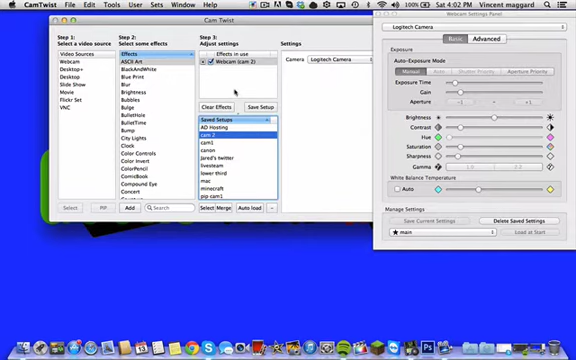 CamTwist File Edit Tools User Sets Window Help
100% Sat 4:02 PM Vincent maggard
Cam Twist
Step 1:
Select a video source
Video Sources
Webcam
Desktop+
Desktop
Slide Show
Movie
Flickr Set
VNC
Select
PIP
Step 2:
Select some effects
Effects
ASCII Art
BlackAndWhite
Blue Print
Blur
Brightness
Bubbles
Bulge
BulletHole
BulletTime
Bump
City Lights
Clock
Color Controls
Color Invert
ColorPencil
ComicBook
Compound Eye
Crystal
Add
Search
Step 3:
Adjust settings
Effects in use
Webcam (cam 2)
Clear Effects
Save Setup
Saved Setups
AD Hosting
cam 2
cam1
canon
Jared's twitter
livesteam
lower third
mac
minecraft
pip cam1
Select
Merge
Auto load
-
Settings
Camera Logitech Camera
Webcam Settings Panel
Logitech Camera
Basic
Advanced
Exposure
Auto-Exposure Mode
Manual
Auto
Shutter Priority
Aperture Priority
Exposure Time
Gain
Aperture
Brightness
Contrast
Hue
Saturation
Sharpness
Gamma
White Balance Temperature
Auto
Manage Settings
Save Current Settings
Delete Saved Settings
★ main
Load at Start